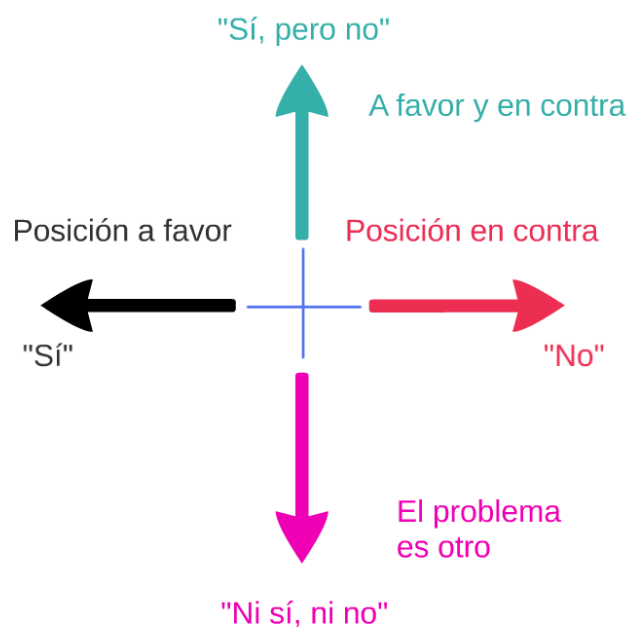 "Sí, pero no"
A favor y en contra
Posición a favor
Posición en contra
"Sí"
"No"
El problema
es otro
"Ni sí, ni no"